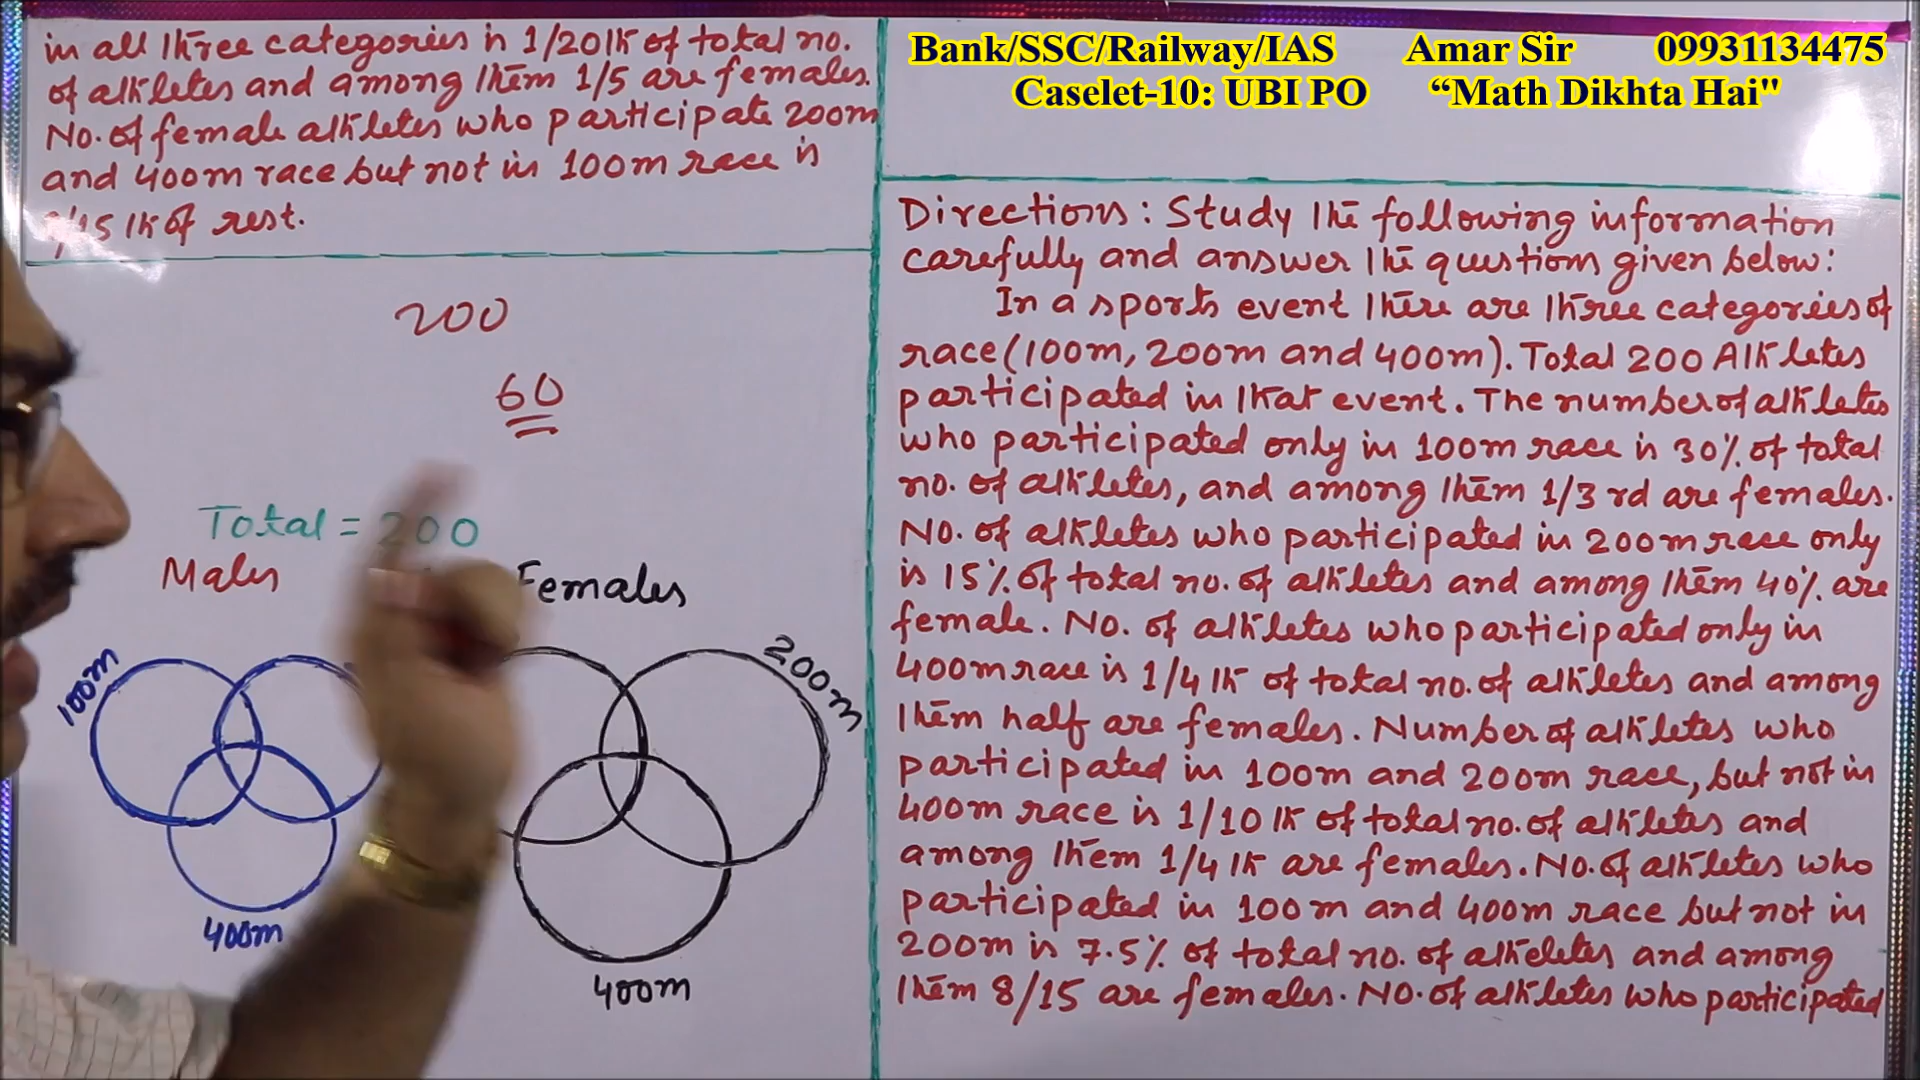 Bank/SSC/Railway/IAS Amar Sir 09931134475
Caselet-10: UBI PO “Math Dikhta Hai"
Directions: Study the following information
carefully and answer the questions given below:
In a sports event there are three categories of
race (100m, 200m and 400m). Total 200 Athletes
participated in that event. The number of athletes
who participated only in 100m race is 30% of total
no. of athletes, and among them 1/3 rd are females.
No. of athletes who participated in 200m race only
is 15% of total no. of athletes and among them 40% are
female. No. of athletes who participated only in
400m race is 1/4 th of total no. of athletes and among
them half are females. Number of athletes who
participated in 100m and 200m race, but not in
400m race is 1/10 th of total no. of athletes and
among them 1/4 th are females. No. of athletes who
participated in 100m and 400m race but not in
200m is 7.5% of total no. of atheletes and among
them 8/15 are females. No. of athletes who participated
in all three categories is 1/20th of total no.
of athletes and among them 1/5 are females.
No. of female athletes who participate 200m
and 400m race but not in 100m race is
/15 th of rest.
200
60
Total = 200
Males Females
100m
400m
200m
400m